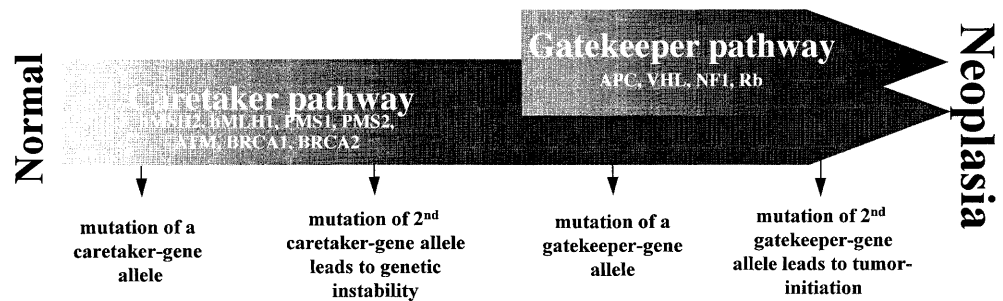 Normal
Caretaker pathway
hMSH2, hMLH1, PMS1, PMS2,
ATM, BRCA1, BRCA2
Gatekeeper pathway
APC, VHL, NF1, Rb
Neoplasia
mutation of a
caretaker-gene
allele
mutation of 2nd
caretaker-gene allele
leads to genetic
instability
mutation of a
gatekeeper-gene
allele
mutation of 2nd
gatekeeper-gene
allele leads to tumor-
initiation